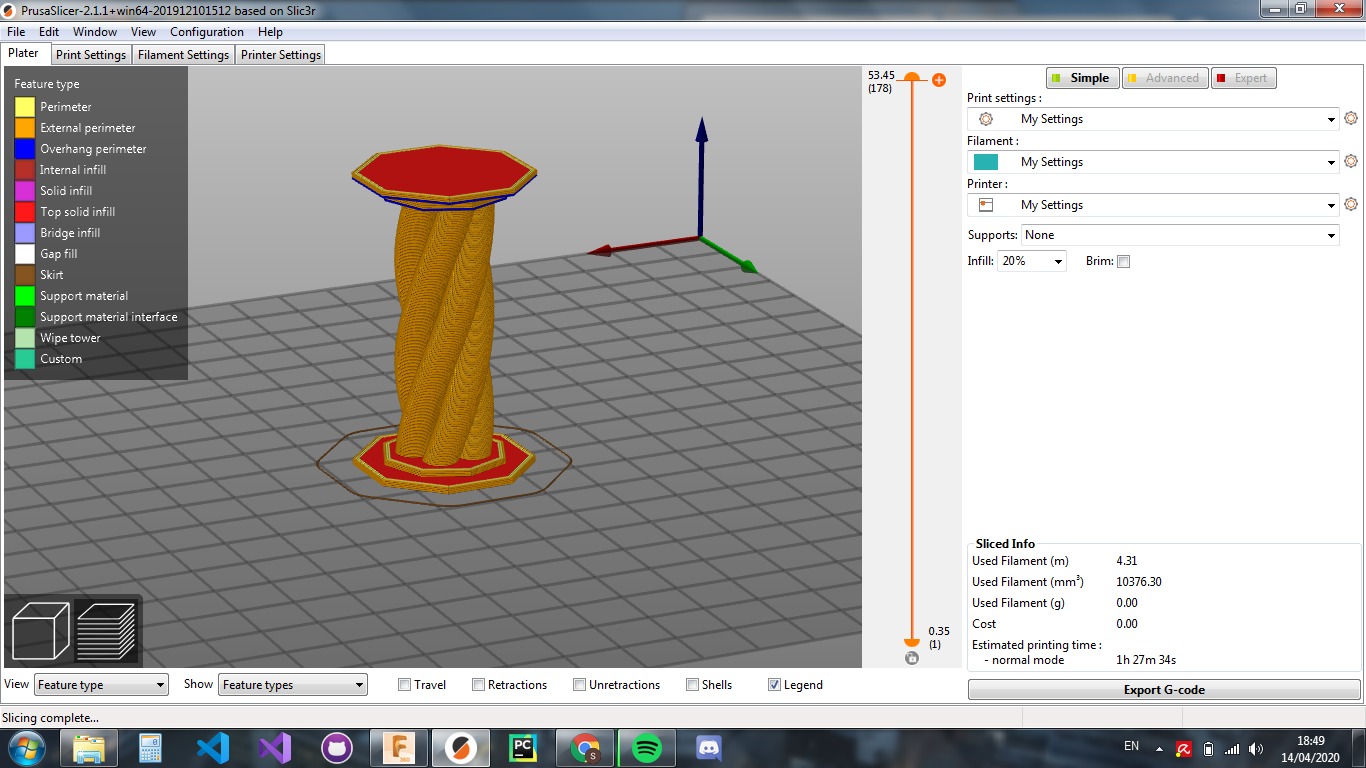 PrusaSlicer-2.1.1+win64-201912101512 based on Slic3r
File Edit Window View Configuration Help
Plater Print Settings Filament Settings Printer Settings
Feature type
Perimeter
External perimeter
Overhang perimeter
Internal infill
Solid infill
Top solid infill
Bridge infill
Gap fill
Skirt
Support material
Support material interface
Wipe tower
Custom
53.45
(178)
0.35
(1)
Simple Advanced Expert
Print settings :
My Settings
Filament :
My Settings
Printer :
My Settings
Supports: None
Infill: 20% Brim:
Sliced Info
Used Filament (m) 4.31
Used Filament (mm³) 10376.30
Used Filament (g) 0.00
Cost 0.00
Estimated printing time :
- normal mode 1h 27m 34s
Export G-code
View Feature type Show Feature types Travel Retractions Unretractions Shells Legend
Slicing complete...
F
360
PC
S
EN
18:49
14/04/2020